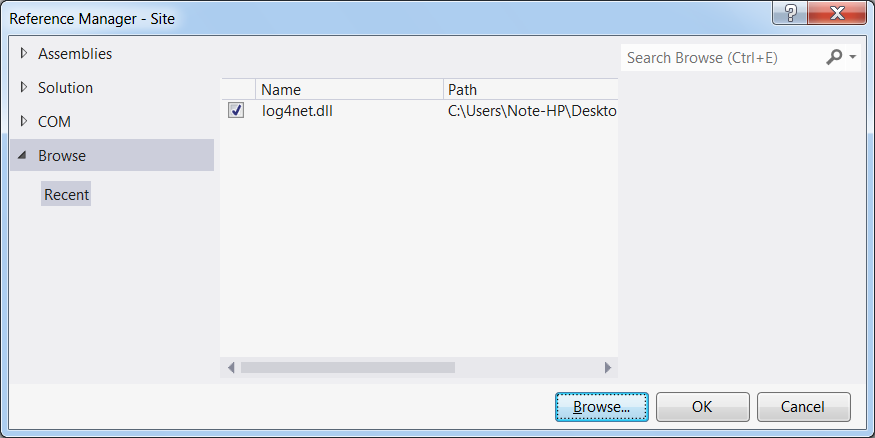 Reference Manager - Site
Assemblies
Solution
COM
Browse
Recent
Name Path
log4net.dll C:\Users\Note-HP\Deskto
Search Browse (Ctrl+E)
Browse... OK Cancel